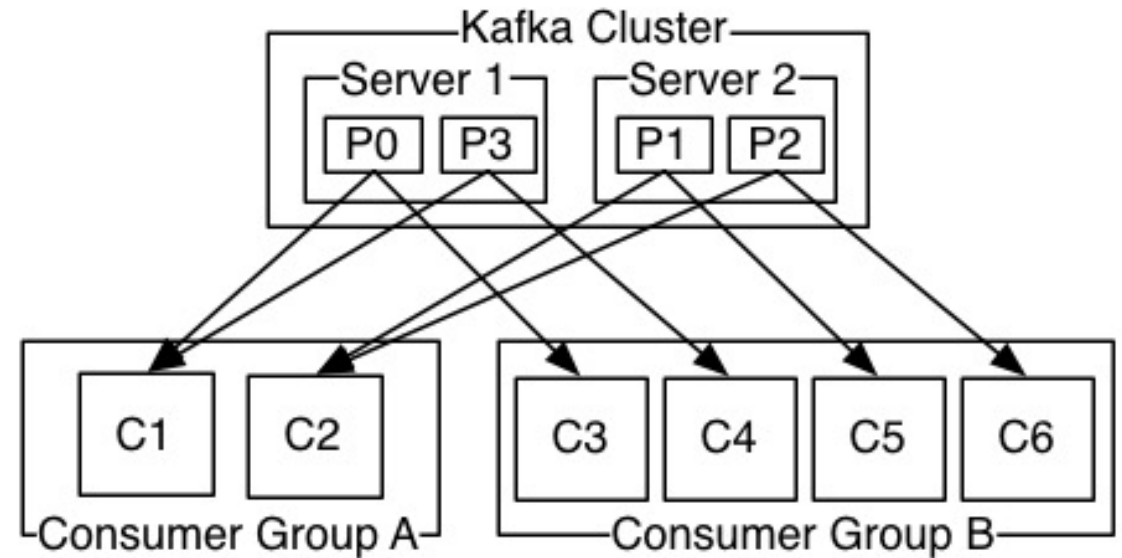 Kafka Cluster
Server 1
Server 2
P0
P3
P1
P2
C1
C2
C3
C4
C5
C6
Consumer Group A
Consumer Group B